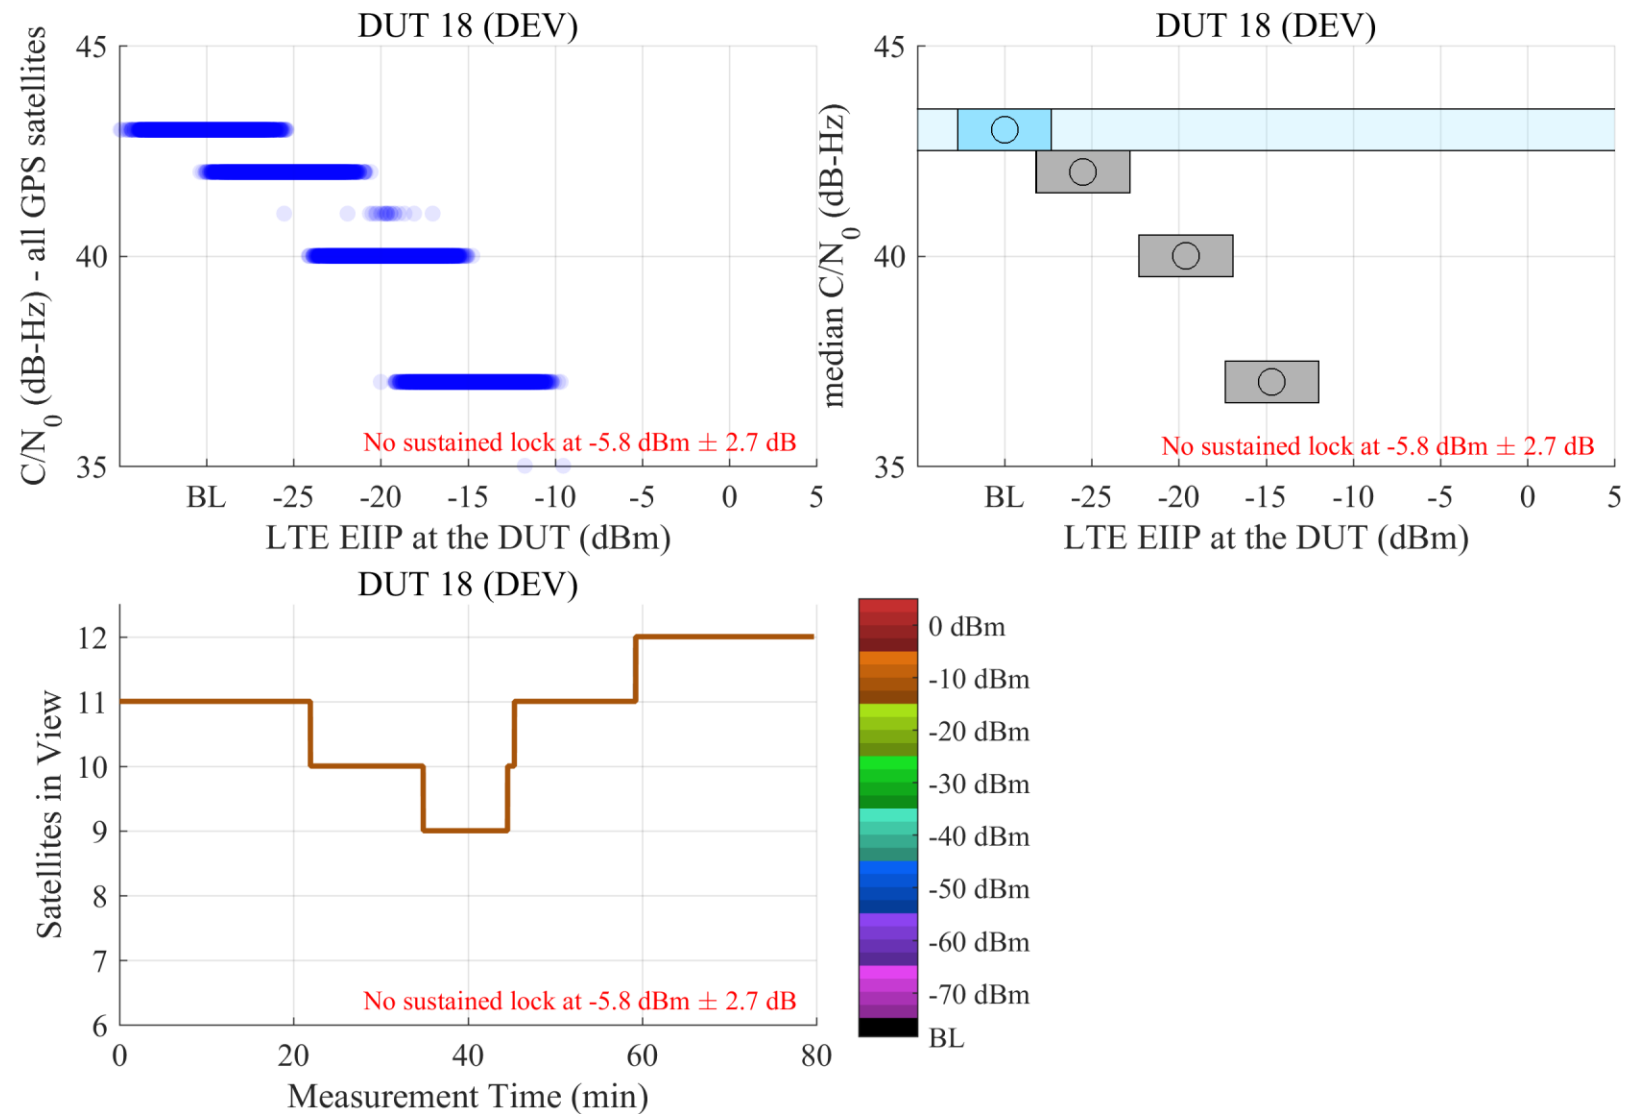 DUT 18 (DEV)
C/N0 (dB-Hz) - all GPS satellites
45
40
35
No sustained lock at -5.8 dBm ± 2.7 dB
BL -25 -20 -15 -10 -5 0 5
LTE EIIP at the DUT (dBm)
DUT 18 (DEV)
median C/N0 (dB-Hz)
45
40
35
No sustained lock at -5.8 dBm ± 2.7 dB
BL -25 -20 -15 -10 -5 0 5
LTE EIIP at the DUT (dBm)
DUT 18 (DEV)
Satellites in View
12
11
10
9
8
7
6
No sustained lock at -5.8 dBm ± 2.7 dB
0 20 40 60 80
Measurement Time (min)
0 dBm
-10 dBm
-20 dBm
-30 dBm
-40 dBm
-50 dBm
-60 dBm
-70 dBm
BL